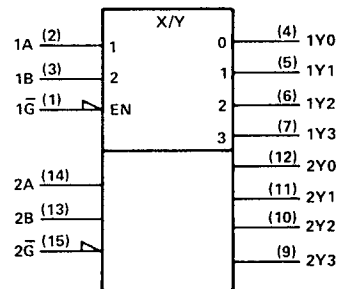 X/Y
1A (2) 1 0 (4) 1Y0
1B (3) 2 1 (5) 1Y1
1G̅ (1) EN 2 (6) 1Y2
3 (7) 1Y3
(12) 2Y0
2A (14) (11) 2Y1
2B (13) (10) 2Y2
2G̅ (15) (9) 2Y3